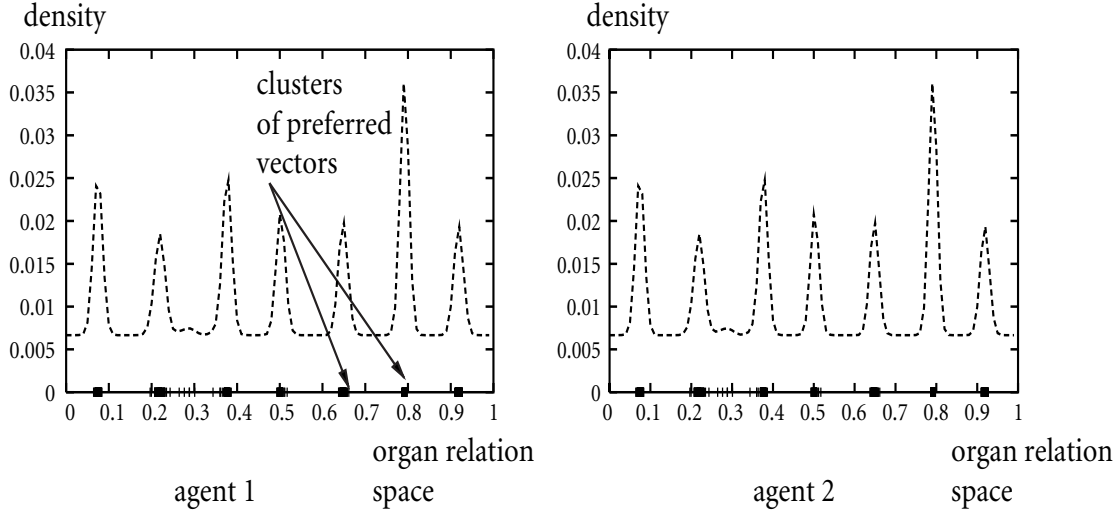 density
0.04
0.035
0.03
0.025
0.02
0.015
0.01
0.005
0
clusters
of preferred
vectors
0 0.1 0.2 0.3 0.4 0.5 0.6 0.7 0.8 0.9 1
organ relation
space
agent 1
density
0.04
0.035
0.03
0.025
0.02
0.015
0.01
0.005
0
0 0.1 0.2 0.3 0.4 0.5 0.6 0.7 0.8 0.9 1
organ relation
space
agent 2